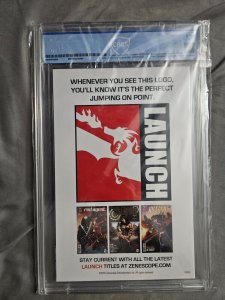 WHENEVER YOU SEE THIS LOGO,
YOU'LL KNOW IT'S THE PERFECT
JUMPING ON POINT.
LAUNCH
STAY CURRENT WITH ALL THE LATEST
LAUNCH TITLES AT ZENESCOPE.COM